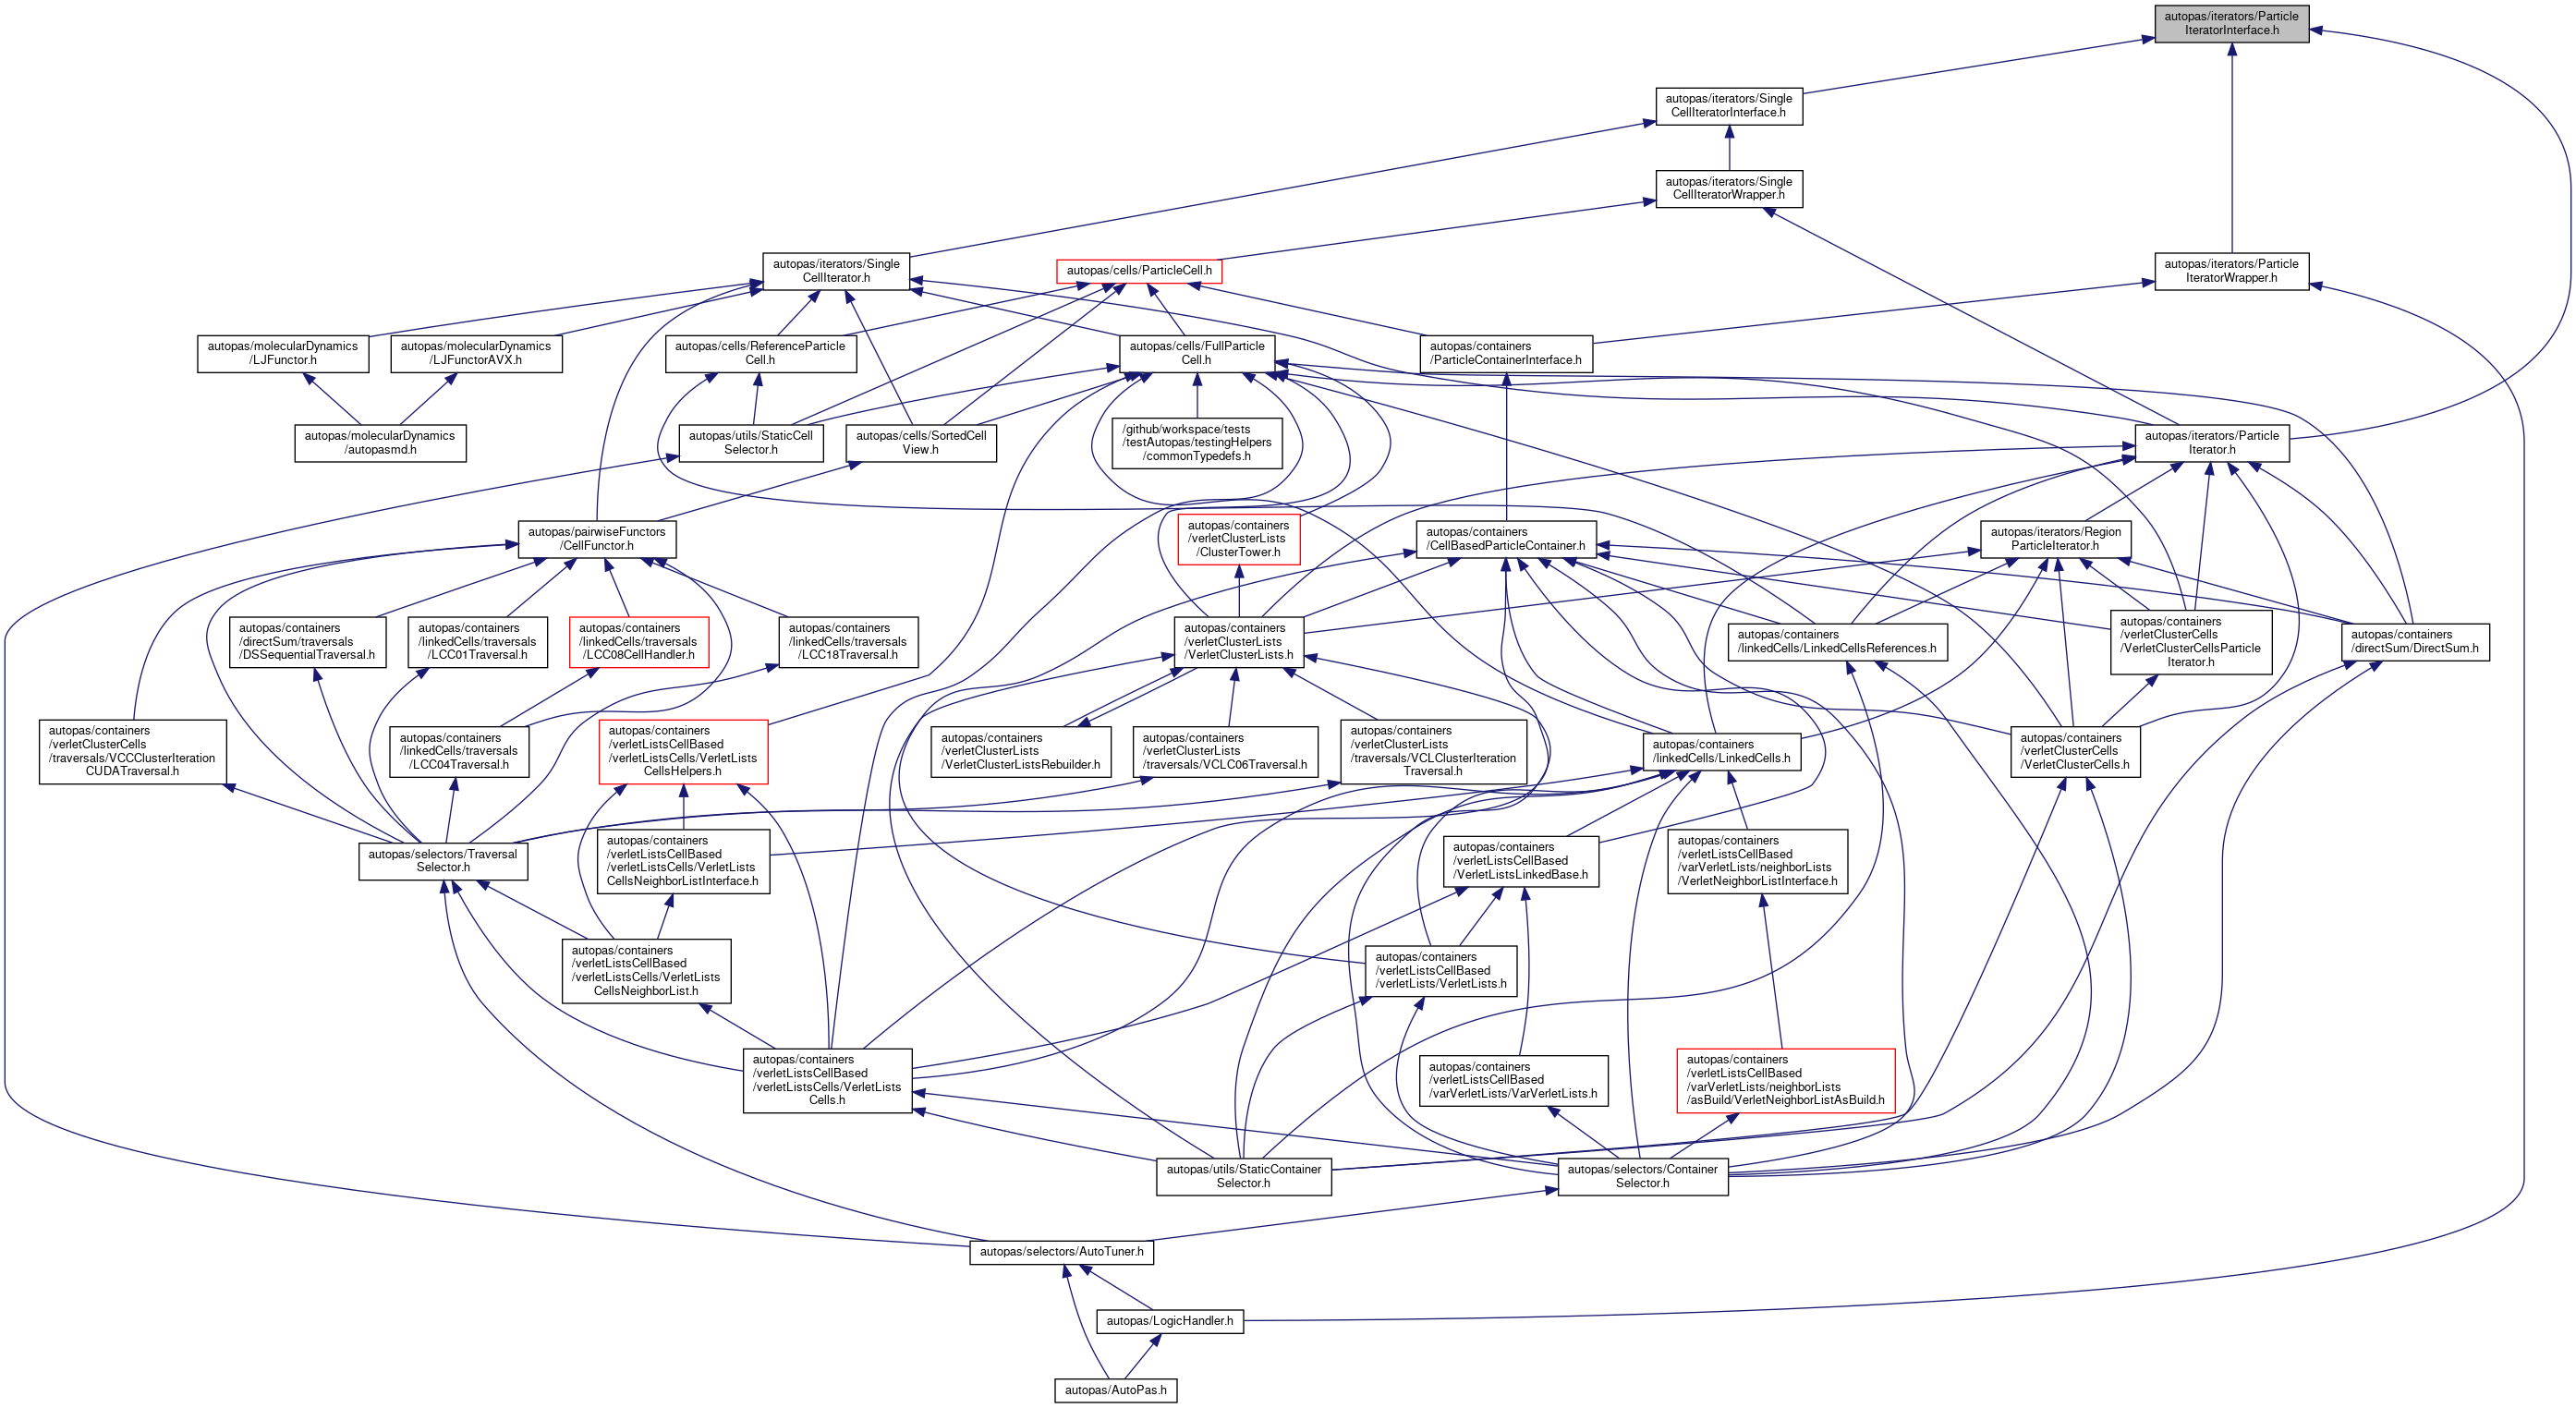 autopas/iterators/Particle
IteratorInterface.h
autopas/iterators/Single
CellIteratorInterface.h
autopas/iterators/Single
CellIteratorWrapper.h
autopas/iterators/Single
CellIterator.h
autopas/cells/ParticleCell.h
autopas/iterators/Particle
IteratorWrapper.h
autopas/molecularDynamics
/LJFunctor.h
autopas/molecularDynamics
/LJFunctorAVX.h
autopas/cells/ReferenceParticle
Cell.h
autopas/cells/FullParticle
Cell.h
autopas/containers
/ParticleContainerInterface.h
autopas/molecularDynamics
/autopasmd.h
autopas/utils/StaticCell
Selector.h
autopas/cells/SortedCell
View.h
/github/workspace/tests
/testAutopas/testingHelpers
/commonTypedefs.h
autopas/iterators/Particle
Iterator.h
autopas/pairwiseFunctors
/CellFunctor.h
autopas/containers
/verletClusterLists
/ClusterTower.h
autopas/containers
/CellBasedParticleContainer.h
autopas/iterators/Region
ParticleIterator.h
autopas/containers
/directSum/traversals
/DSSequentialTraversal.h
autopas/containers
/linkedCells/traversals
/LCC01Traversal.h
autopas/containers
/linkedCells/traversals
/LCC08CellHandler.h
autopas/containers
/linkedCells/traversals
/LCC18Traversal.h
autopas/containers
/verletClusterLists
/VerletClusterLists.h
autopas/containers
/linkedCells/LinkedCellsReferences.h
autopas/containers
/verletClusterCells
/VerletClusterCellsParticle
Iterator.h
autopas/containers
/directSum/DirectSum.h
autopas/containers
/verletClusterCells
/traversals/VCCClusterIteration
CUDATraversal.h
autopas/containers
/linkedCells/traversals
/LCC04Traversal.h
autopas/containers
/verletListsCellBased
/verletListsCells/VerletLists
CellsHelpers.h
autopas/containers
/verletClusterLists
/VerletClusterListsRebuilder.h
autopas/containers
/verletClusterLists
/traversals/VCLC06Traversal.h
autopas/containers
/verletClusterLists
/traversals/VCLClusterIteration
Traversal.h
autopas/containers
/linkedCells/LinkedCells.h
autopas/containers
/verletClusterCells
/VerletClusterCells.h
autopas/selectors/Traversal
Selector.h
autopas/containers
/verletListsCellBased
/verletListsCells/VerletLists
CellsNeighborListInterface.h
autopas/containers
/verletListsCellBased
/VerletListsLinkedBase.h
autopas/containers
/verletListsCellBased
/varVerletLists/neighborLists
/VerletNeighborListInterface.h
autopas/containers
/verletListsCellBased
/verletListsCells/VerletLists
CellsNeighborList.h
autopas/containers
/verletListsCellBased
/verletLists/VerletLists.h
autopas/containers
/verletListsCellBased
/verletListsCells/VerletLists
Cells.h
autopas/containers
/verletListsCellBased
/varVerletLists/VarVerletLists.h
autopas/containers
/verletListsCellBased
/varVerletLists/neighborLists
/asBuild/VerletNeighborListAsBuild.h
autopas/utils/StaticContainer
Selector.h
autopas/selectors/Container
Selector.h
autopas/selectors/AutoTuner.h
autopas/LogicHandler.h
autopas/AutoPas.h